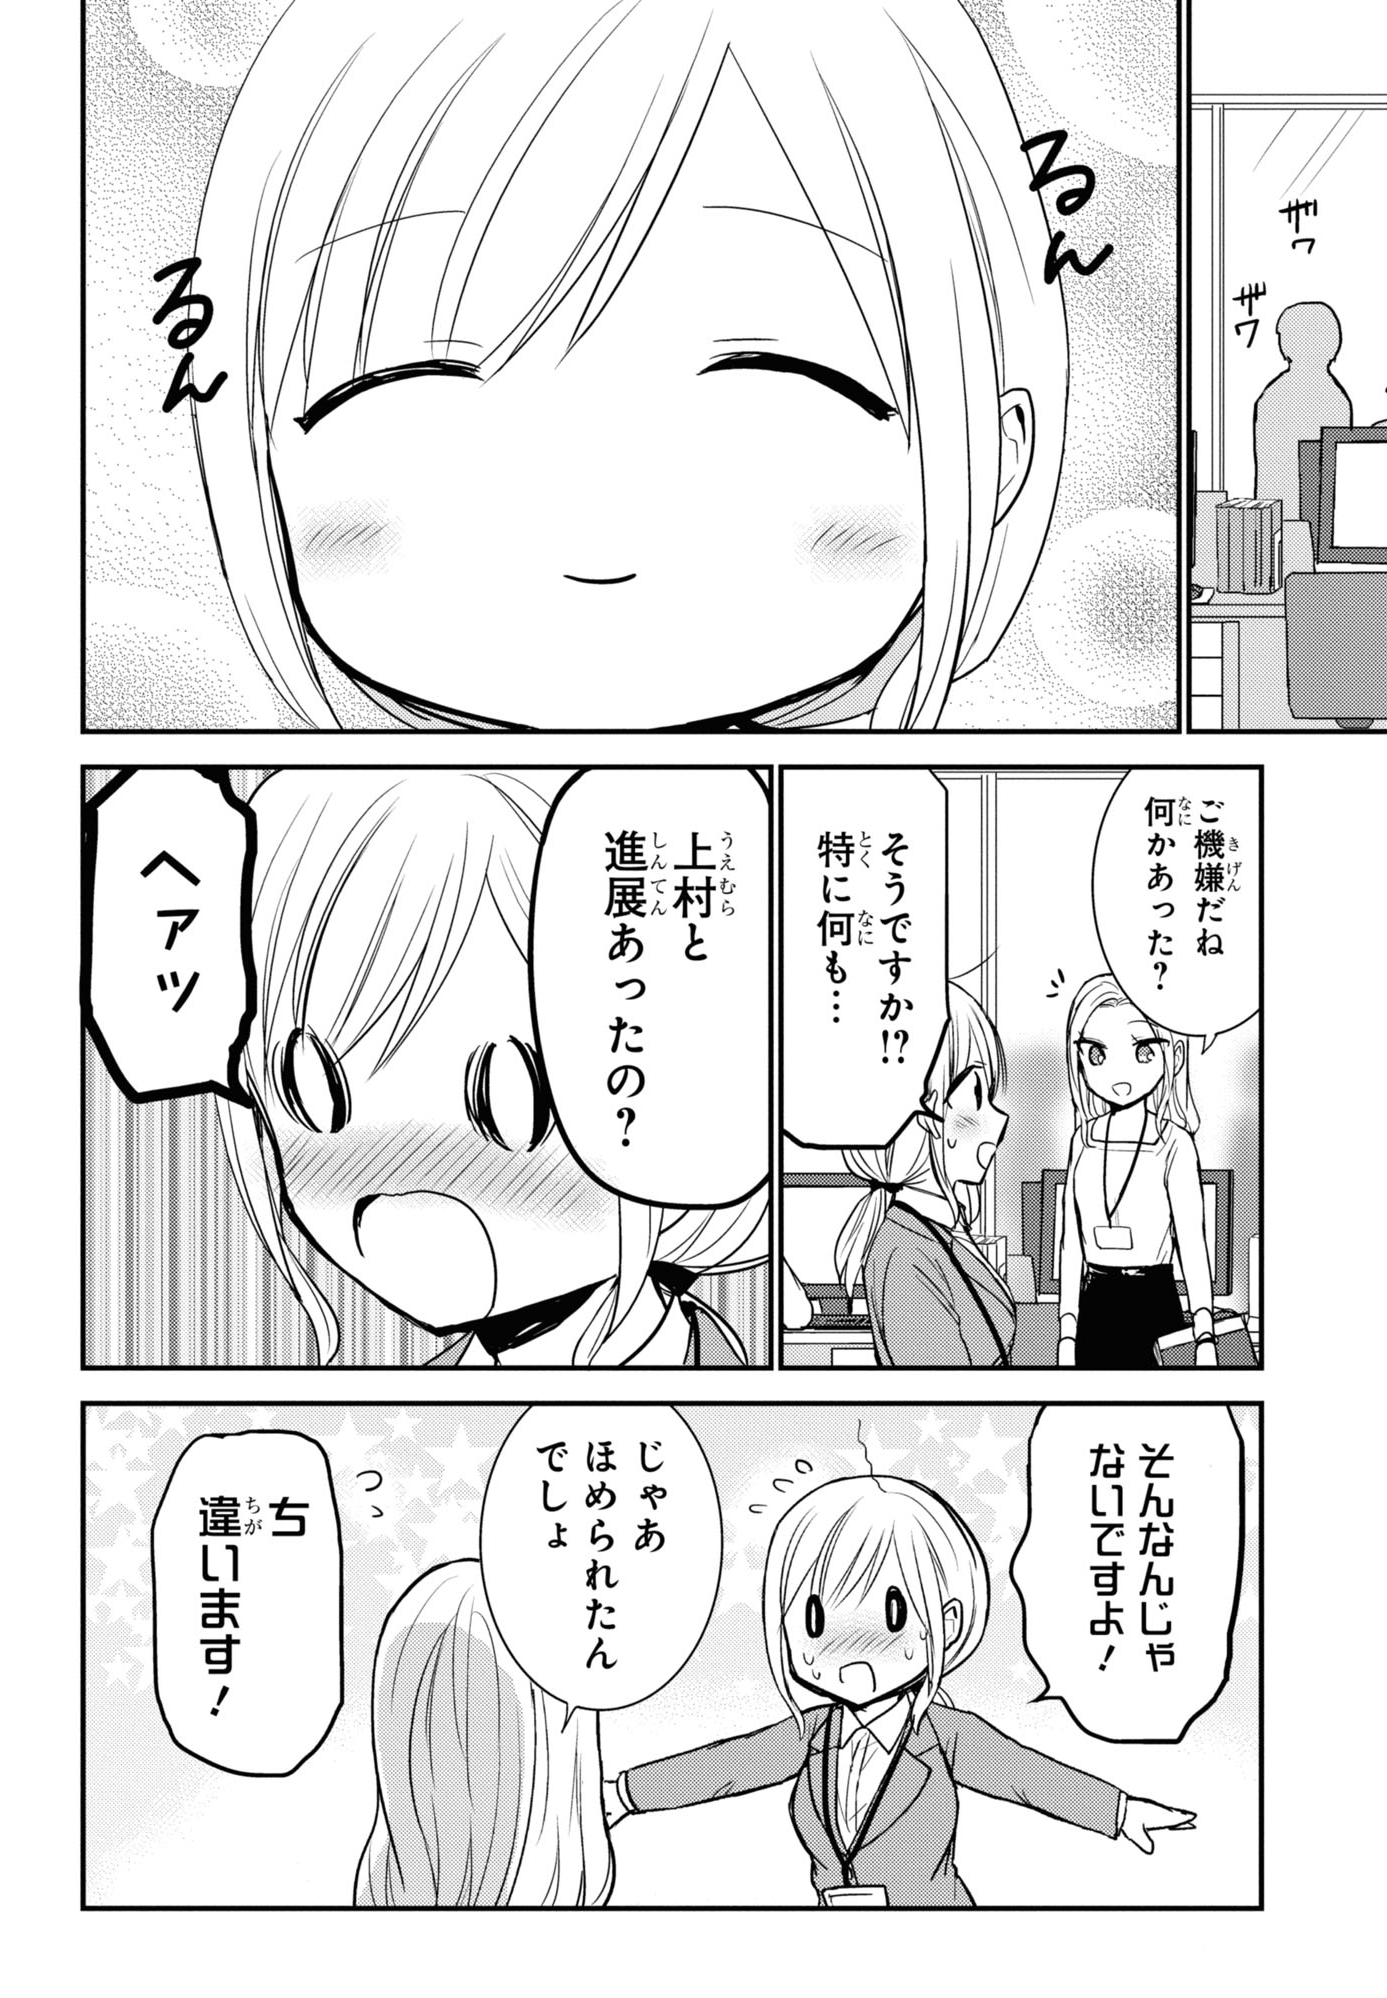 ザワ
ザワ
るん
るん
ご機嫌だね
何かあった?
そうですか!?
特に何も…
上村と
進展あったの?
ヘァッ
そんなんじゃ
ないですよ!
じゃあ
ほめられたん
でしょ
ち
違います!